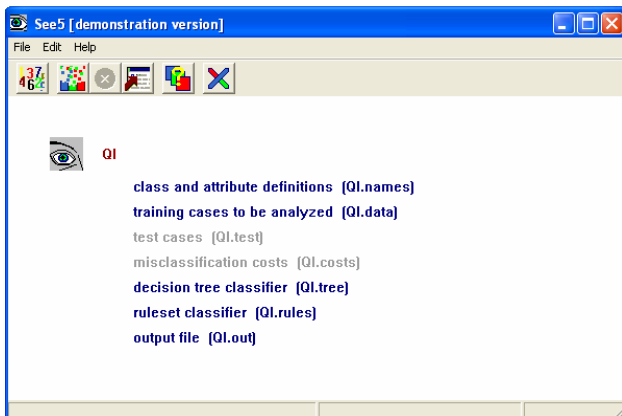 See5 [demonstration version]
File Edit Help
QI
class and attribute definitions (QI.names)
training cases to be analyzed (QI.data)
test cases (QI.test)
misclassification costs (QI.costs)
decision tree classifier (QI.tree)
ruleset classifier (QI.rules)
output file (QI.out)